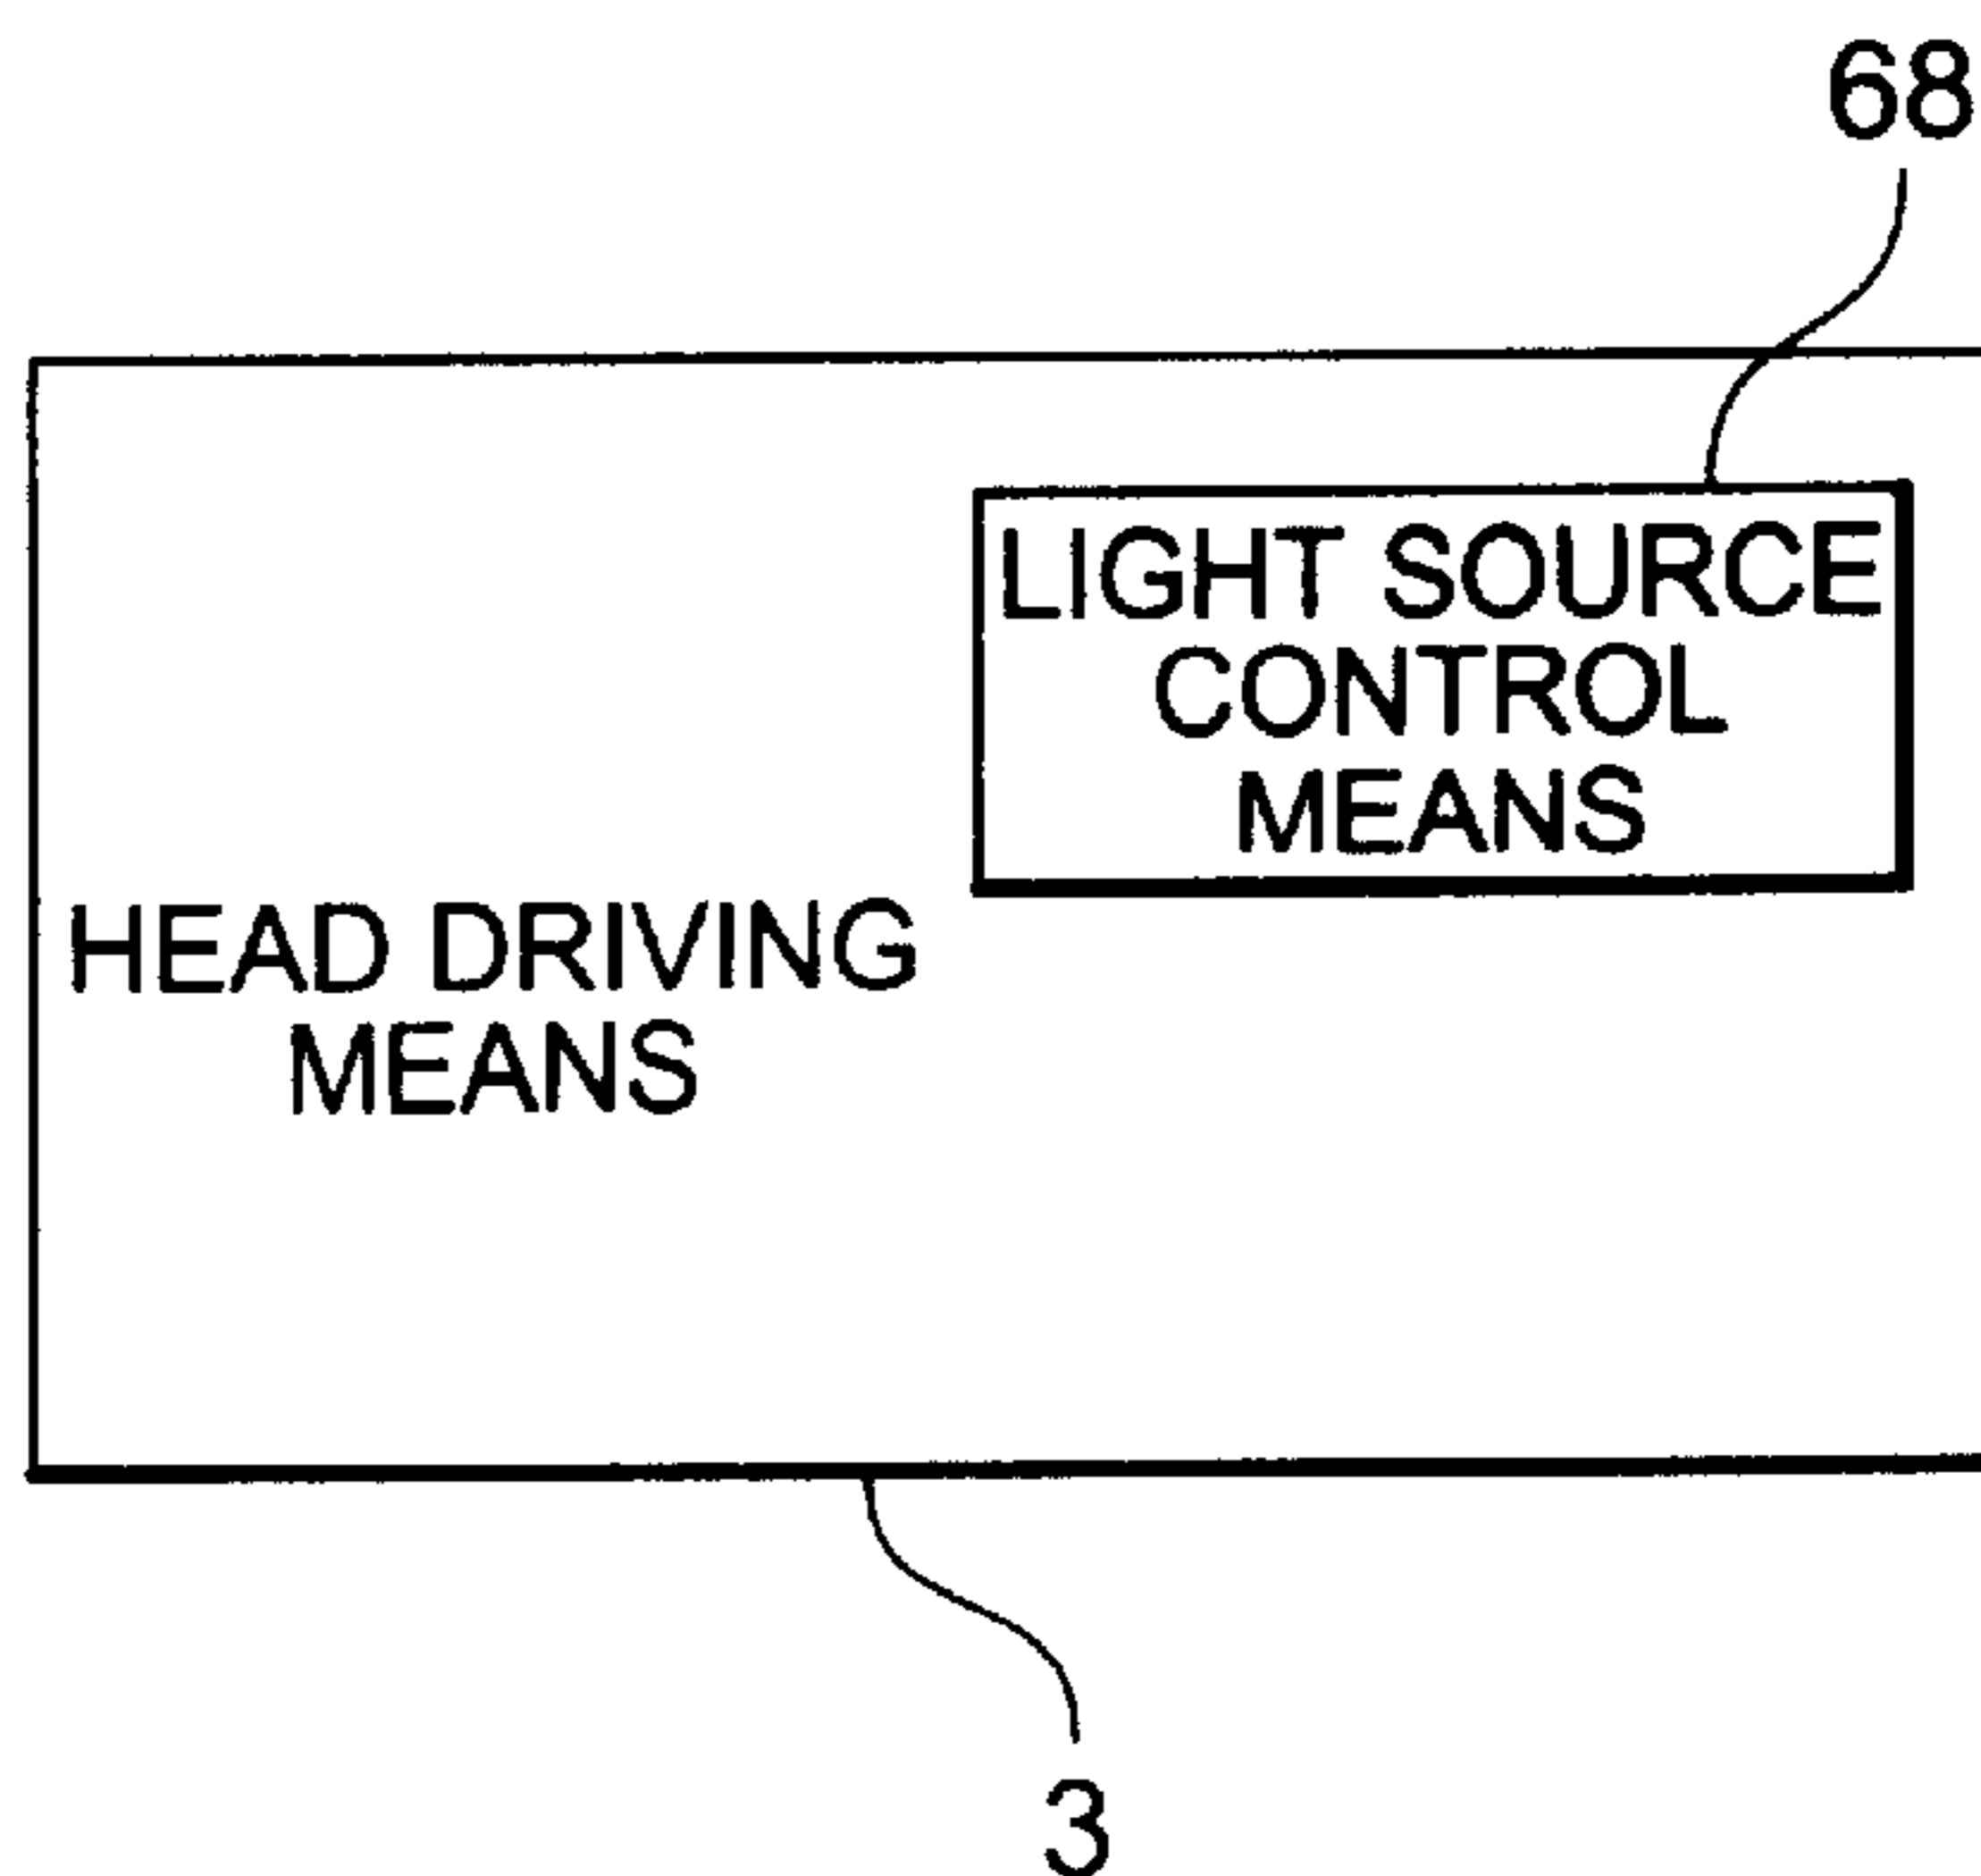 68
LIGHT SOURCE
CONTROL
MEANS
HEAD DRIVING
MEANS
3